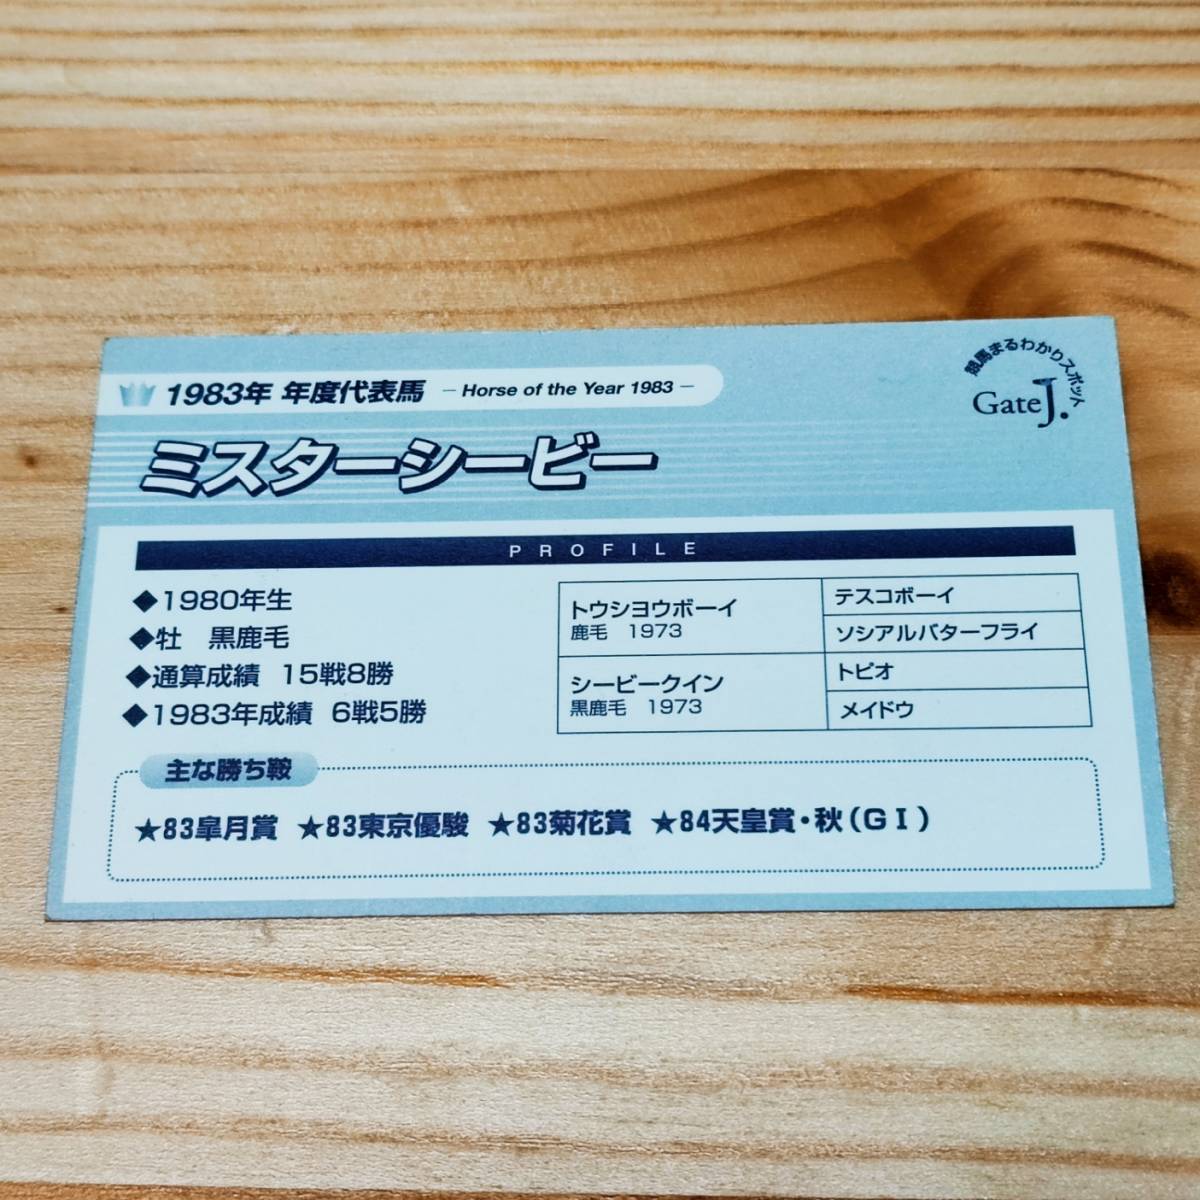 競馬まるわかりスポット
Gate J.
1983年 年度代表馬 － Horse of the Year 1983 －
ミスターシービー
PROFILE
◆1980年生
◆牡 黒鹿毛
◆通算成績 15戦8勝
◆1983年成績 6戦5勝
トウシヨウボーイ
鹿毛 1973
テスコボーイ
ソシアルバターフライ
シービークイン
黒鹿毛 1973
トピオ
メイドウ
主な勝ち鞍
★83皐月賞 ★83東京優駿 ★83菊花賞 ★84天皇賞・秋(GⅠ)